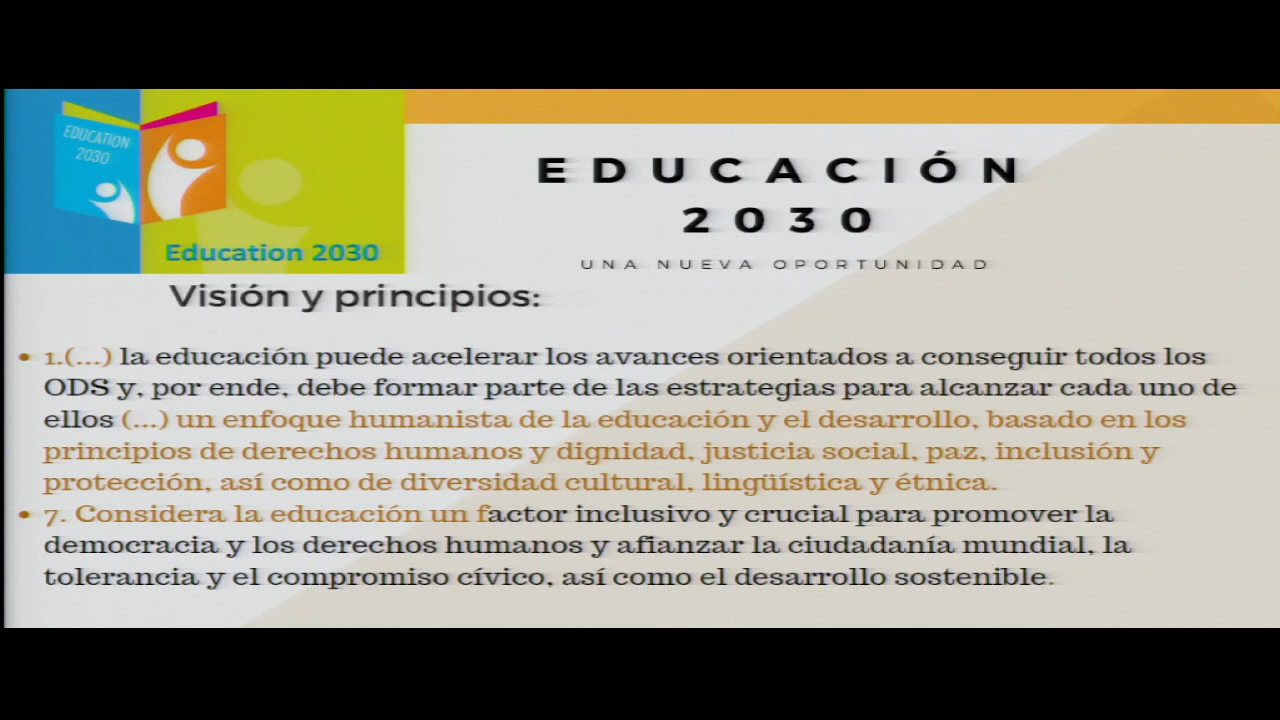 EDUCATION
2030
Education 2030
EDUCACIÓN
2030
UNA NUEVA OPORTUNIDAD
Visión y principios:
• 1.(...) la educación puede acelerar los avances orientados a conseguir todos los
ODS y, por ende, debe formar parte de las estrategias para alcanzar cada uno de
ellos (...) un enfoque humanista de la educación y el desarrollo, basado en los
principios de derechos humanos y dignidad, justicia social, paz, inclusión y
protección, así como de diversidad cultural, lingüística y étnica.
• 7. Considera la educación un factor inclusivo y crucial para promover la
democracia y los derechos humanos y afianzar la ciudadanía mundial, la
tolerancia y el compromiso cívico, así como el desarrollo sostenible.